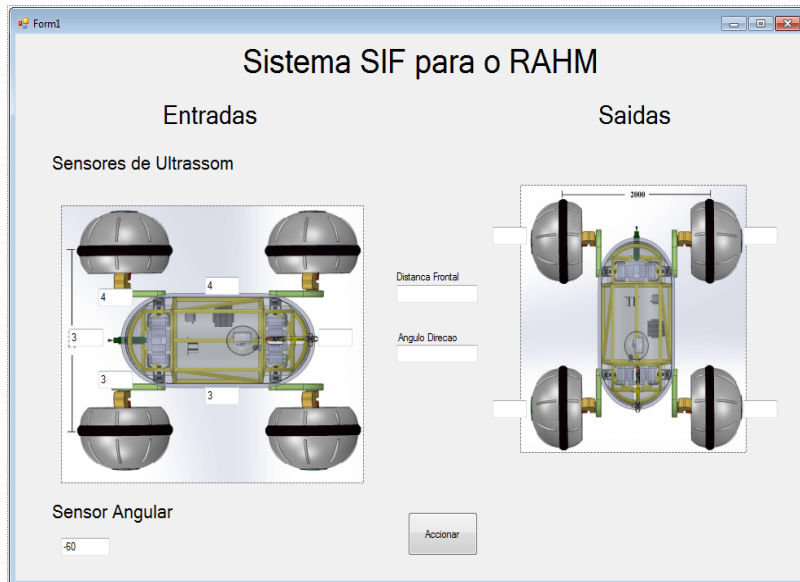 Form1
Sistema SIF para o RAHM
Entradas
Saidas
Sensores de Ultrassom
2000
4
4
3
3
3
Distanca Frontal
Angulo Direcao
Sensor Angular
-60
Accionar